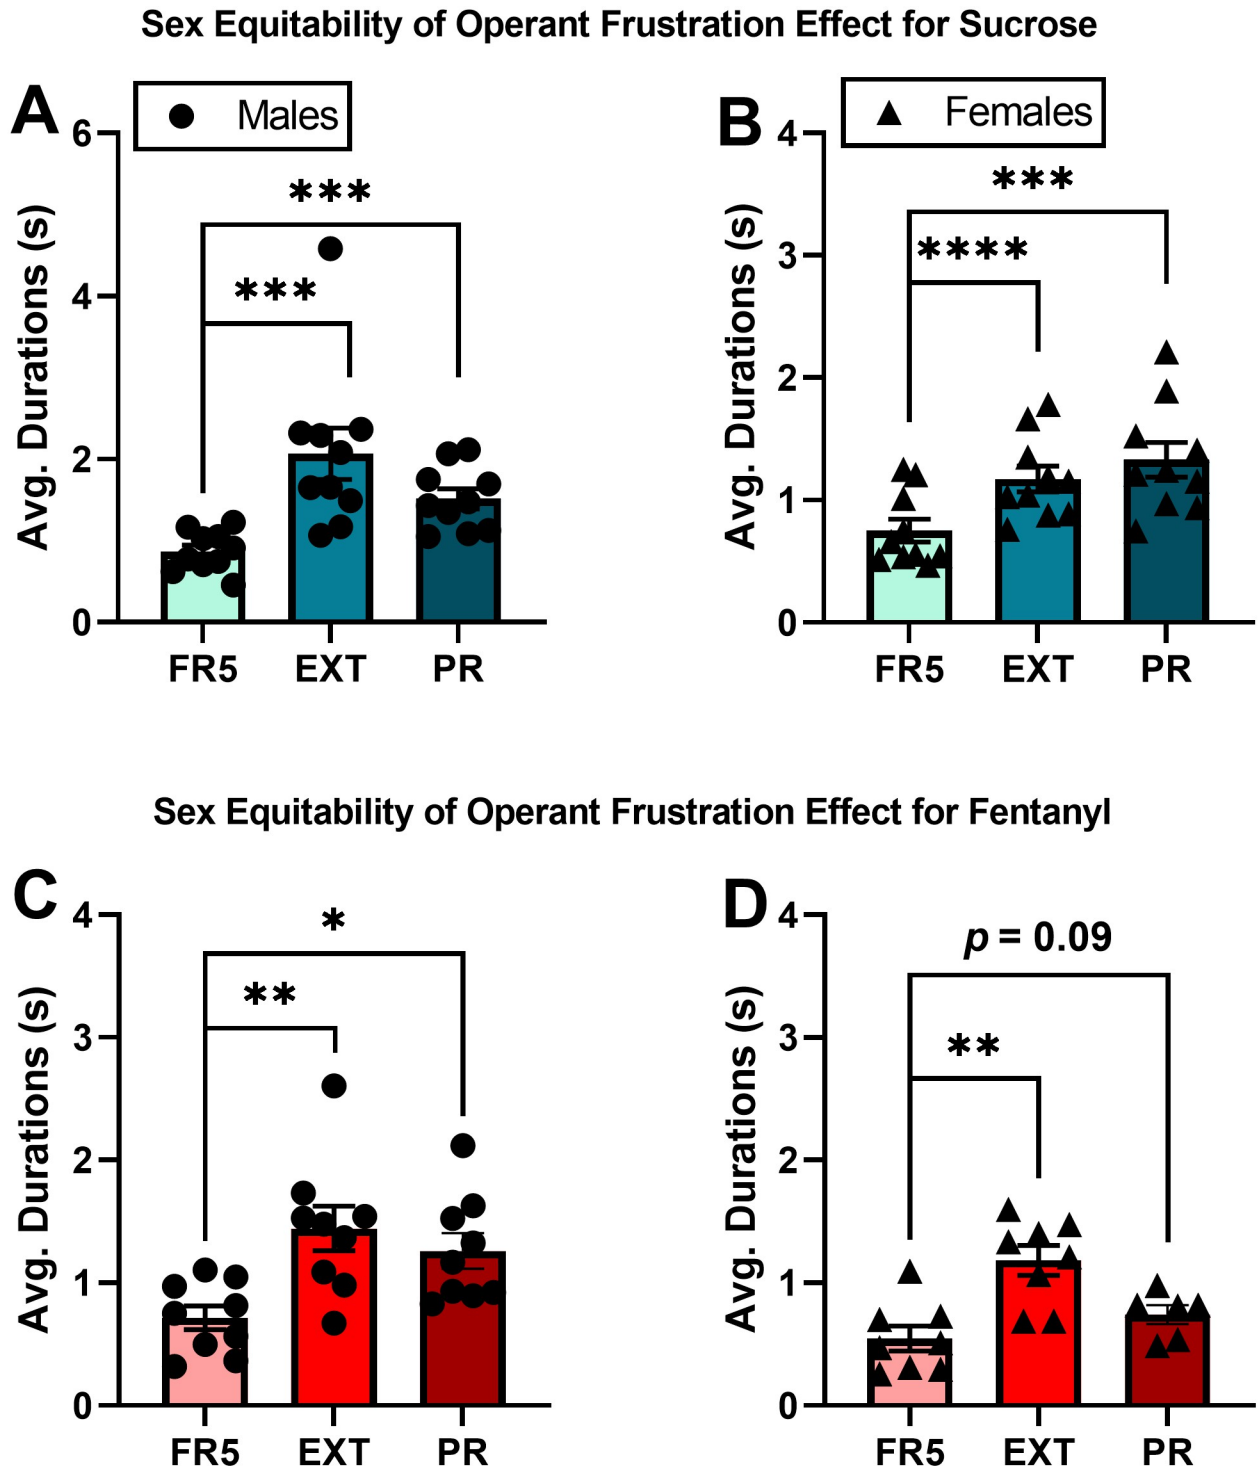 Sex Equitability of Operant Frustration Effect for Sucrose
A
Males
Avg. Durations (s)
6
4
2
0
***
***
FR5 EXT PR
B
Females
Avg. Durations (s)
4
3
2
1
0
***
****
FR5 EXT PR
Sex Equitability of Operant Frustration Effect for Fentanyl
C
Avg. Durations (s)
4
3
2
1
0
*
**
FR5 EXT PR
D
Avg. Durations (s)
4
3
2
1
0
p = 0.09
**
FR5 EXT PR